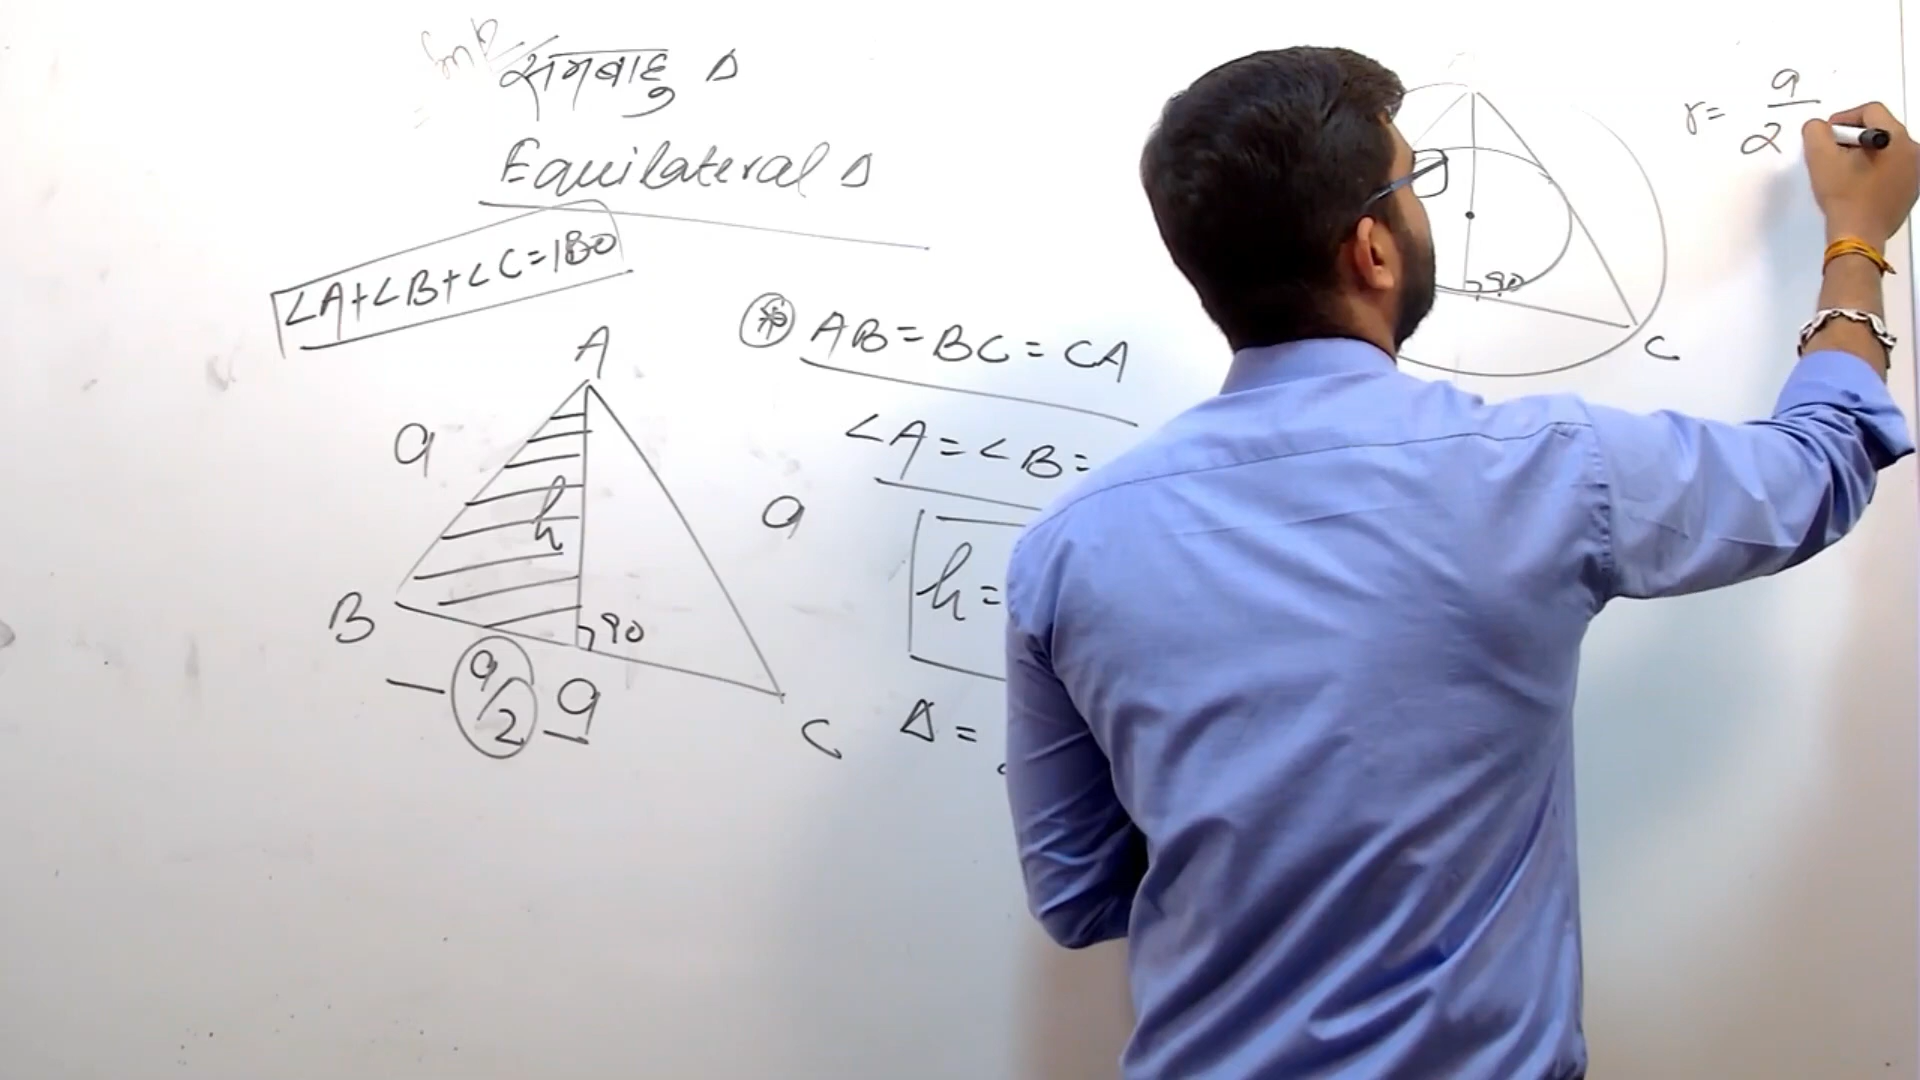 Imp
समबाहु Δ
Equilateral Δ
∠A+∠B+∠C=180
A
a
h
B
90
a/2
a
C
a
* AB=BC=CA
∠A=∠B=
h=
Δ=
90
C
r= a
2